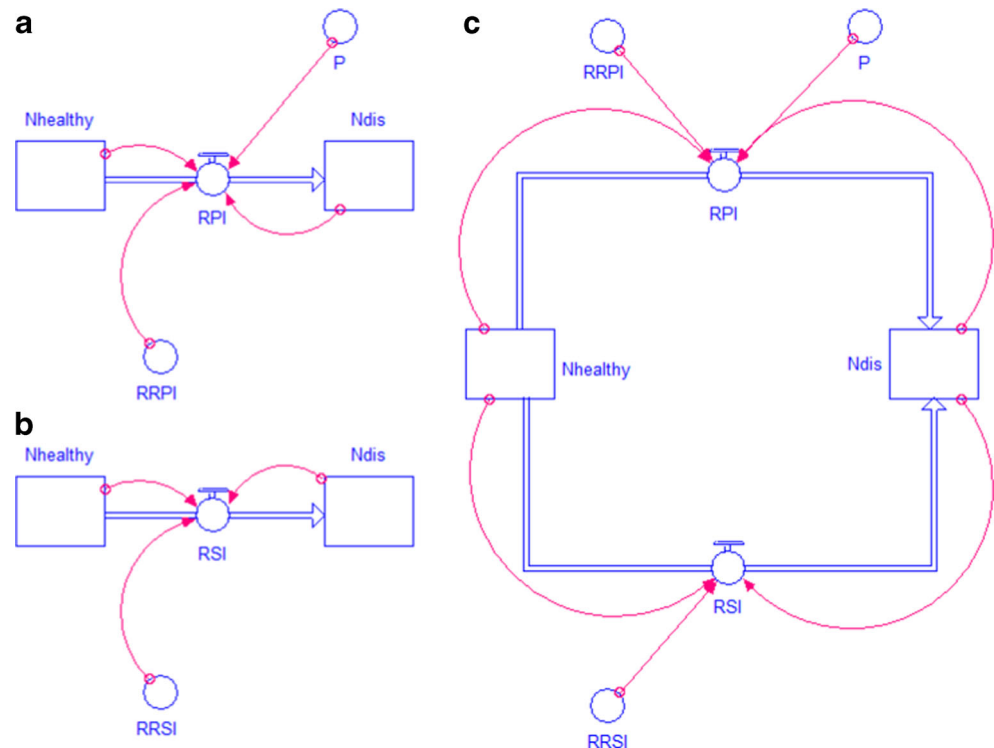 a
P
Nhealthy
Ndis
RPI
RRPI
b
Nhealthy
Ndis
RSI
RRSI
c
RRPI
P
RPI
Nhealthy
Ndis
RSI
RRSI